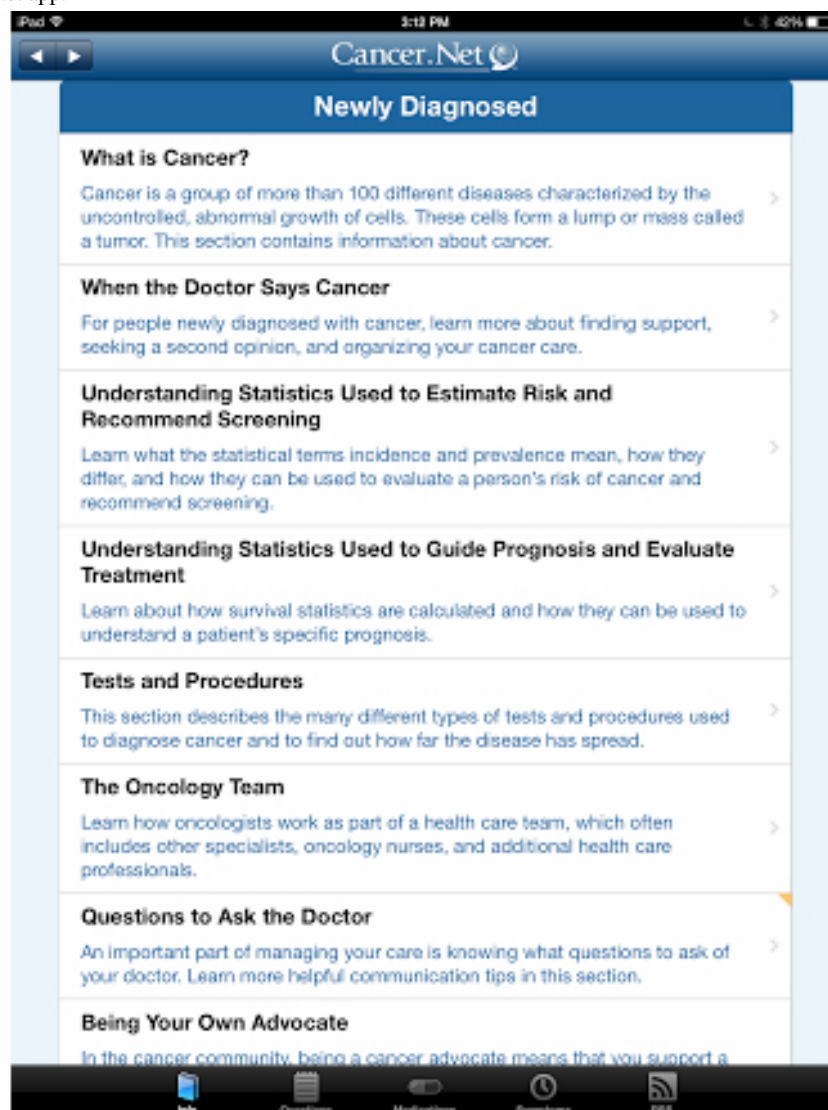 iPad
3:13 PM
42%
Cancer.Net
Newly Diagnosed
What is Cancer?
Cancer is a group of more than 100 different diseases characterized by the
uncontrolled, abnormal growth of cells. These cells form a lump or mass called
a tumor. This section contains information about cancer.
When the Doctor Says Cancer
For people newly diagnosed with cancer, learn more about finding support,
seeking a second opinion, and organizing your cancer care.
Understanding Statistics Used to Estimate Risk and
Recommend Screening
Learn what the statistical terms incidence and prevalence mean, how they
differ, and how they can be used to evaluate a person's risk of cancer and
recommend screening.
Understanding Statistics Used to Guide Prognosis and Evaluate
Treatment
Learn about how survival statistics are calculated and how they can be used to
understand a patient's specific prognosis.
Tests and Procedures
This section describes the many different types of tests and procedures used
to diagnose cancer and to find out how far the disease has spread.
The Oncology Team
Learn how oncologists work as part of a health care team, which often
includes other specialists, oncology nurses, and additional health care
professionals.
Questions to Ask the Doctor
An important part of managing your care is knowing what questions to ask of
your doctor. Learn more helpful communication tips in this section.
Being Your Own Advocate
In the cancer community, being a cancer advocate means that you support a